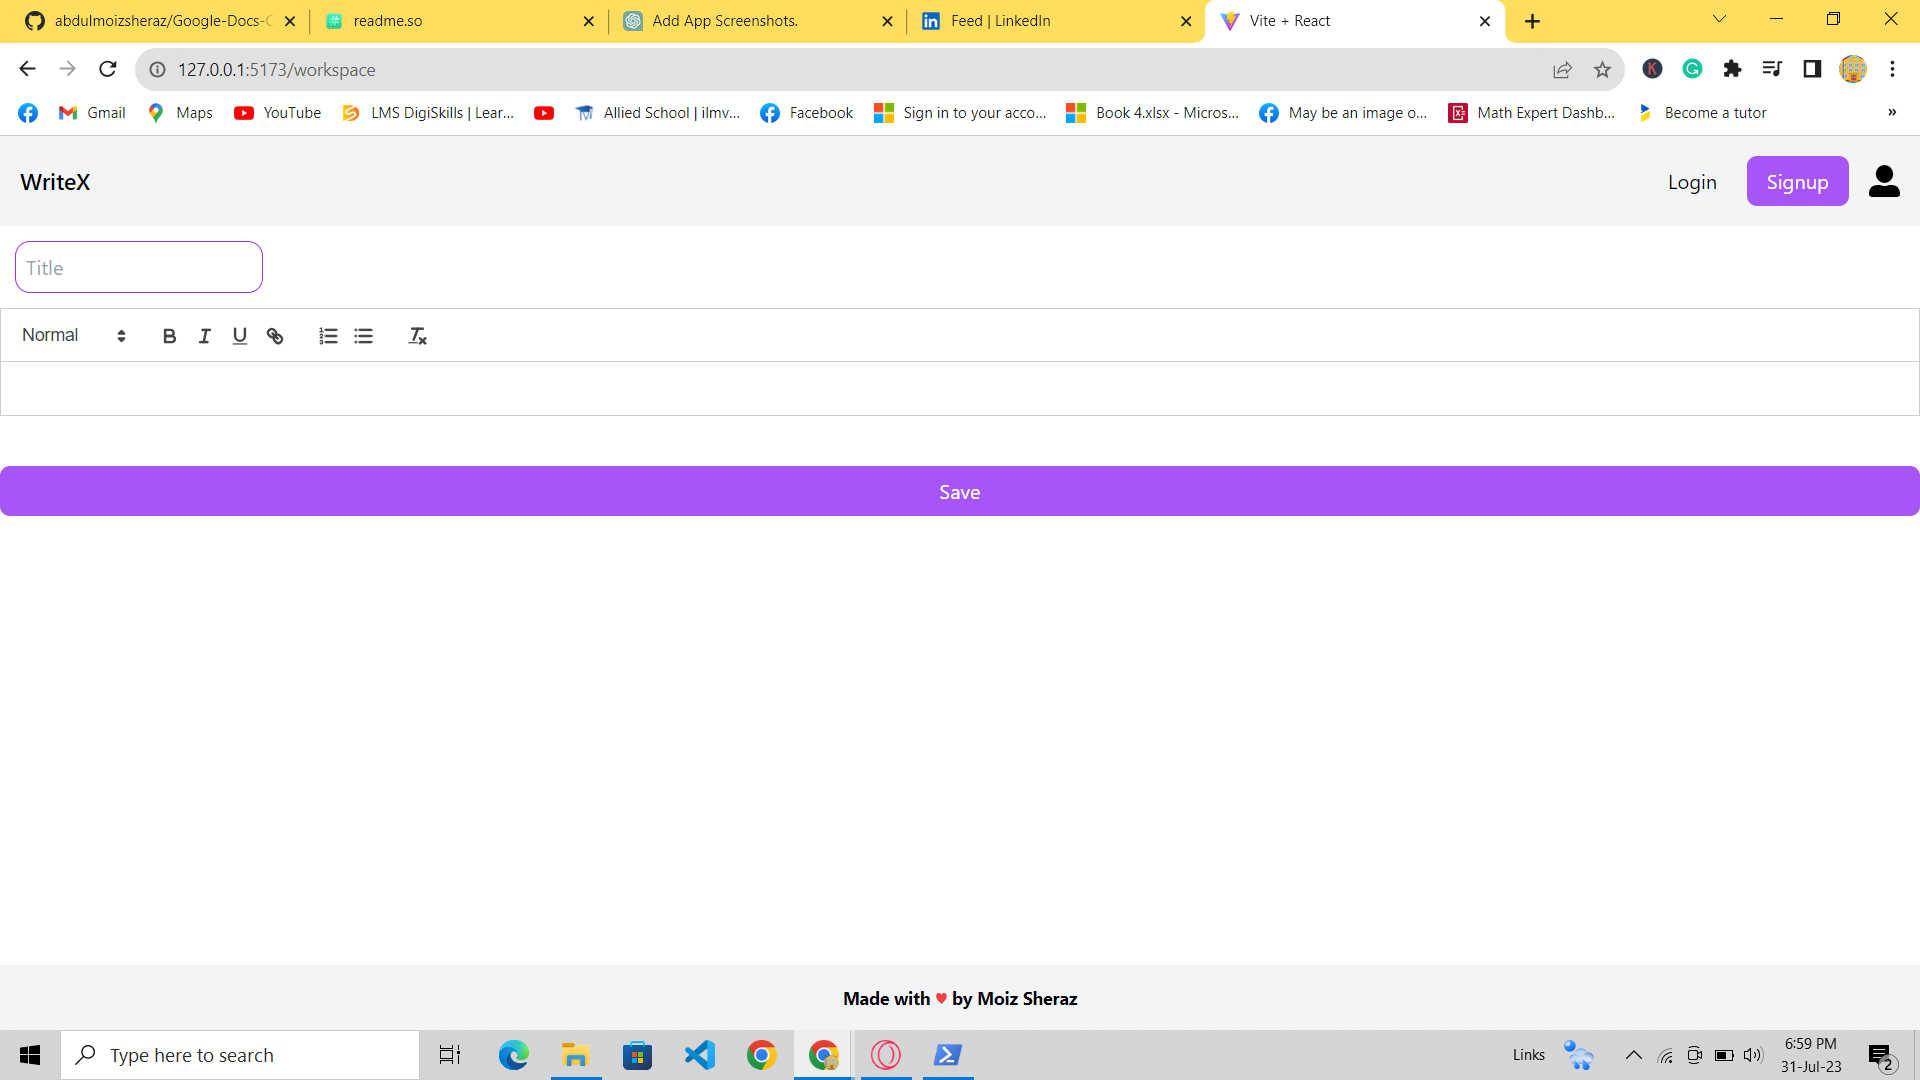 abdulmoizsheraz/Google-Docs-C
readme.so
Add App Screenshots.
Feed | LinkedIn
Vite + React
127.0.0.1:5173/workspace
Gmail
Maps
YouTube
LMS DigiSkills | Lear...
Allied School | ilmv...
Facebook
Sign in to your acco...
Book 4.xlsx - Micros...
May be an image o...
Math Expert Dashb...
Become a tutor
»
WriteX
Login
Signup
Title
Normal
Save
Made with ♥ by Moiz Sheraz
Type here to search
Links
6:59 PM
31-Jul-23
2